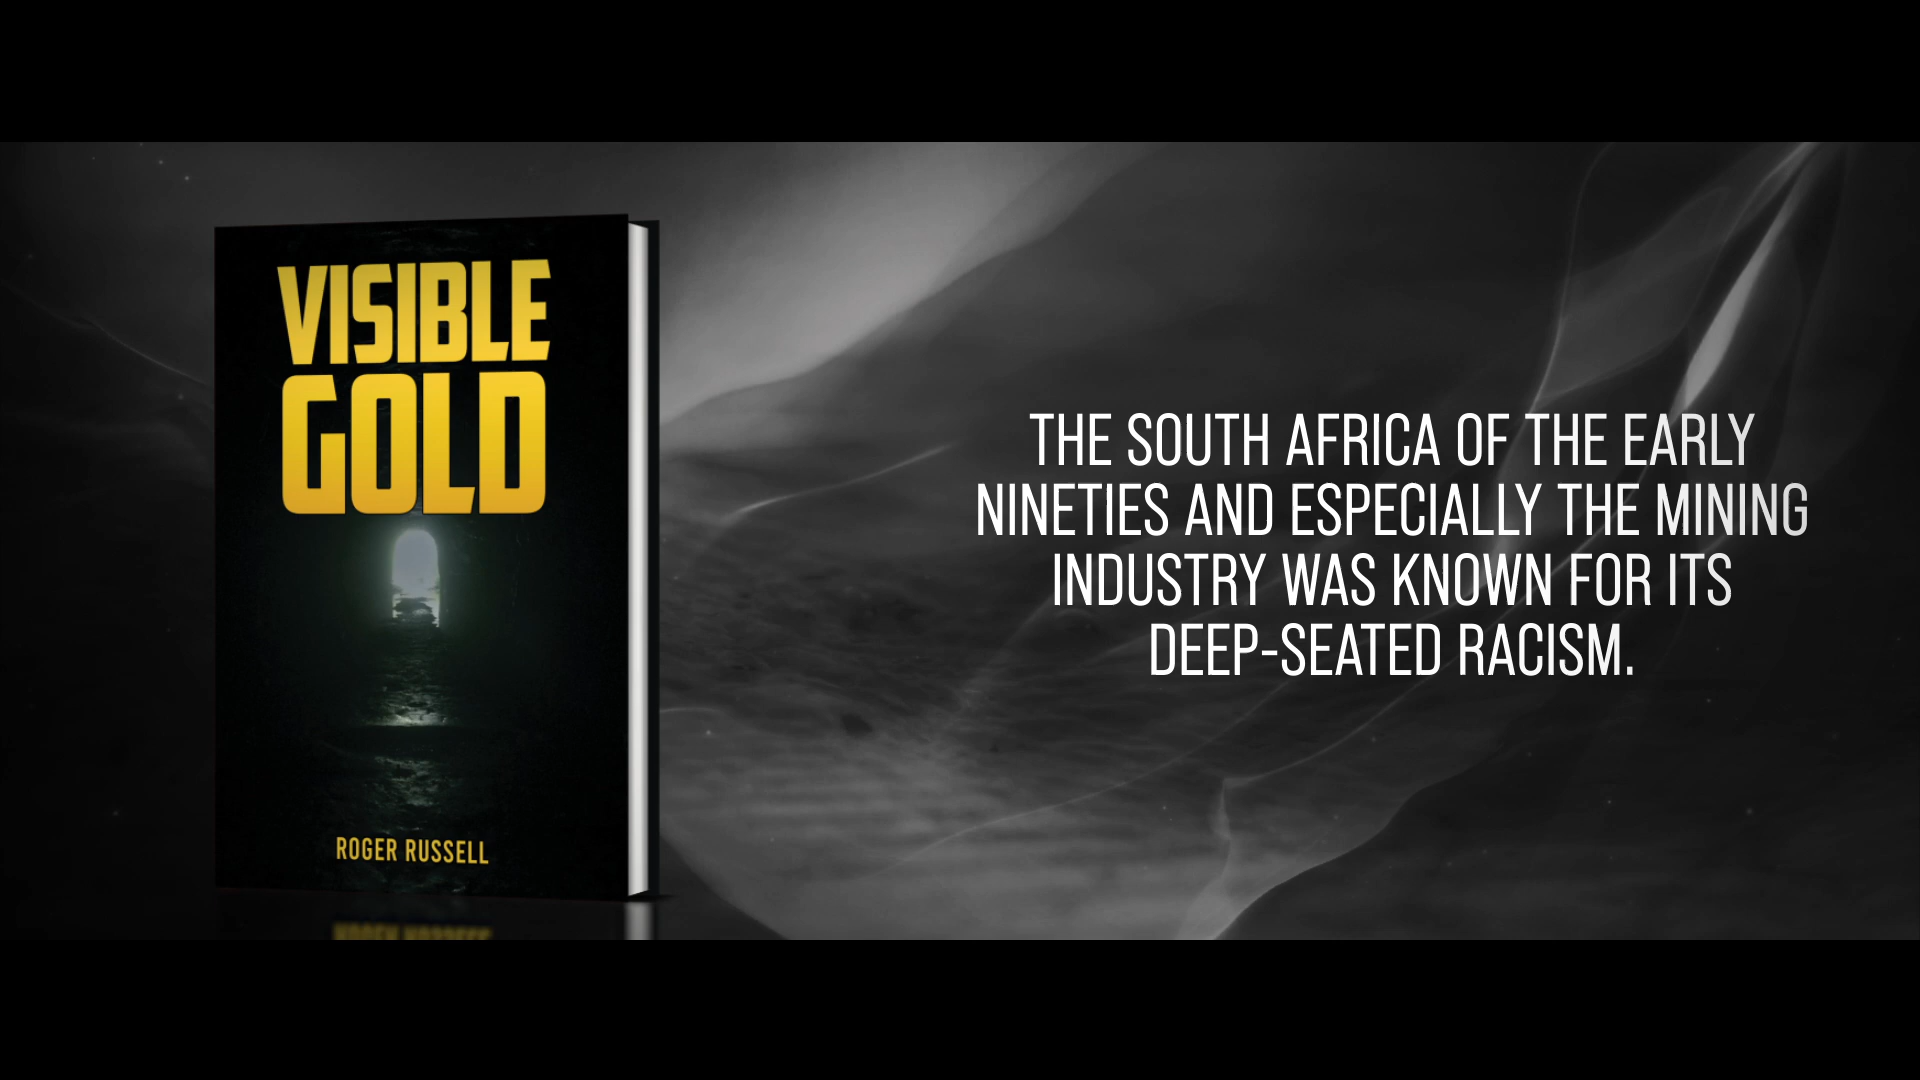 VISIBLE
GOLD
ROGER RUSSELL
THE SOUTH AFRICA OF THE EARLY
NINETIES AND ESPECIALLY THE MINING
INDUSTRY WAS KNOWN FOR ITS
DEEP-SEATED RACISM.